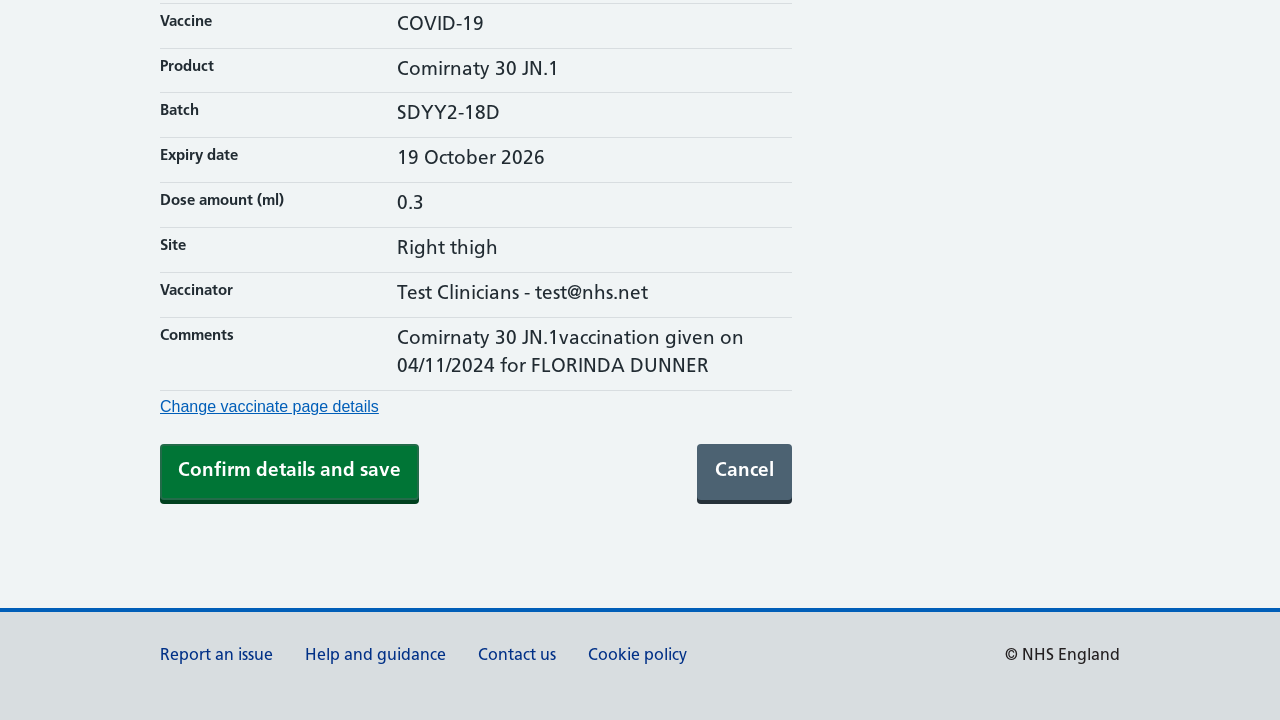 Vaccine COVID-19
Product Comirnaty 30 JN.1
Batch SDYY2-18D
Expiry date 19 October 2026
Dose amount (ml) 0.3
Site Right thigh
Vaccinator Test Clinicians - test@nhs.net
Comments Comirnaty 30 JN.1vaccination given on
04/11/2024 for FLORINDA DUNNER
Change vaccinate page details
Confirm details and save Cancel
Report an issue Help and guidance Contact us Cookie policy © NHS England